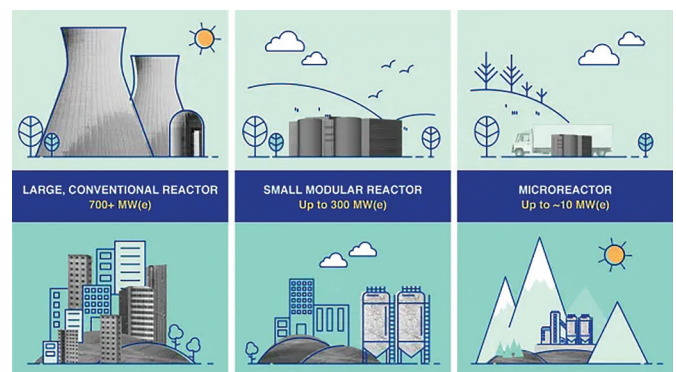 LARGE, CONVENTIONAL REACTOR
700+ MW(e)
SMALL MODULAR REACTOR
Up to 300 MW(e)
MICROREACTOR
Up to ~10 MW(e)